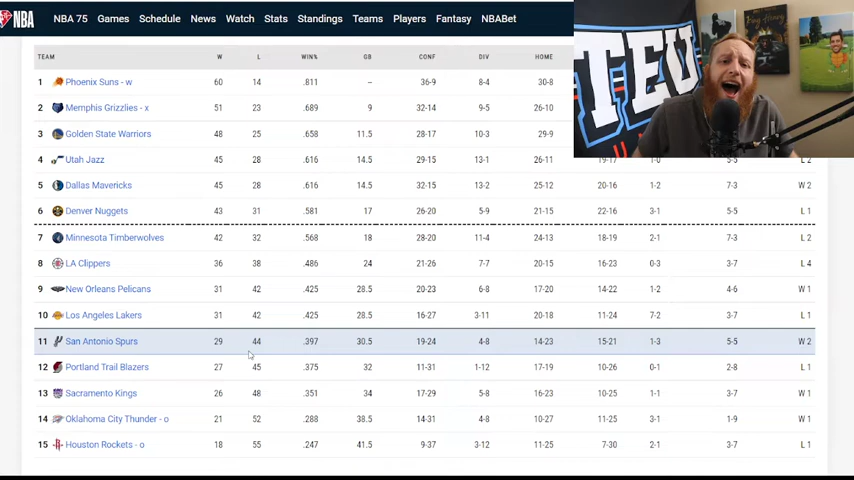 NBA NBA 75 Games Schedule News Watch Stats Standings Teams Players Fantasy NBABet
TEAM W L WIN% GB CONF DIV HOME
1 Phoenix Suns - w 60 14 .811 – 36-9 8-4 30-8
2 Memphis Grizzlies - x 51 23 .689 9 32-14 9-5 26-10
3 Golden State Warriors 48 25 .658 11.5 28-17 10-3 29-9
4 Utah Jazz 45 28 .616 14.5 29-15 13-1 26-11 19-17 1-0 5-5 L 2
5 Dallas Mavericks 45 28 .616 14.5 32-15 13-2 25-12 20-16 1-2 7-3 W 2
6 Denver Nuggets 43 31 .581 17 26-20 5-9 21-15 22-16 3-1 5-5 L 1
7 Minnesota Timberwolves 42 32 .568 18 28-20 11-4 24-13 18-19 2-1 7-3 L 2
8 LA Clippers 36 38 .486 24 21-26 7-7 20-15 16-23 0-3 3-7 L 4
9 New Orleans Pelicans 31 42 .425 28.5 20-23 6-8 17-20 14-22 1-2 4-6 W 1
10 Los Angeles Lakers 31 42 .425 28.5 16-27 3-11 20-18 11-24 7-2 3-7 L 1
11 San Antonio Spurs 29 44 .397 30.5 19-24 4-8 14-23 15-21 1-3 5-5 W 2
12 Portland Trail Blazers 27 45 .375 32 11-31 1-12 17-19 10-26 0-1 2-8 L 1
13 Sacramento Kings 26 48 .351 34 17-29 5-8 16-23 10-25 1-1 3-7 W 1
14 Oklahoma City Thunder - o 21 52 .288 38.5 14-31 4-8 10-27 11-25 3-1 1-9 W 1
15 Houston Rockets - o 18 55 .247 41.5 9-37 3-12 11-25 7-30 2-1 3-7 L 1